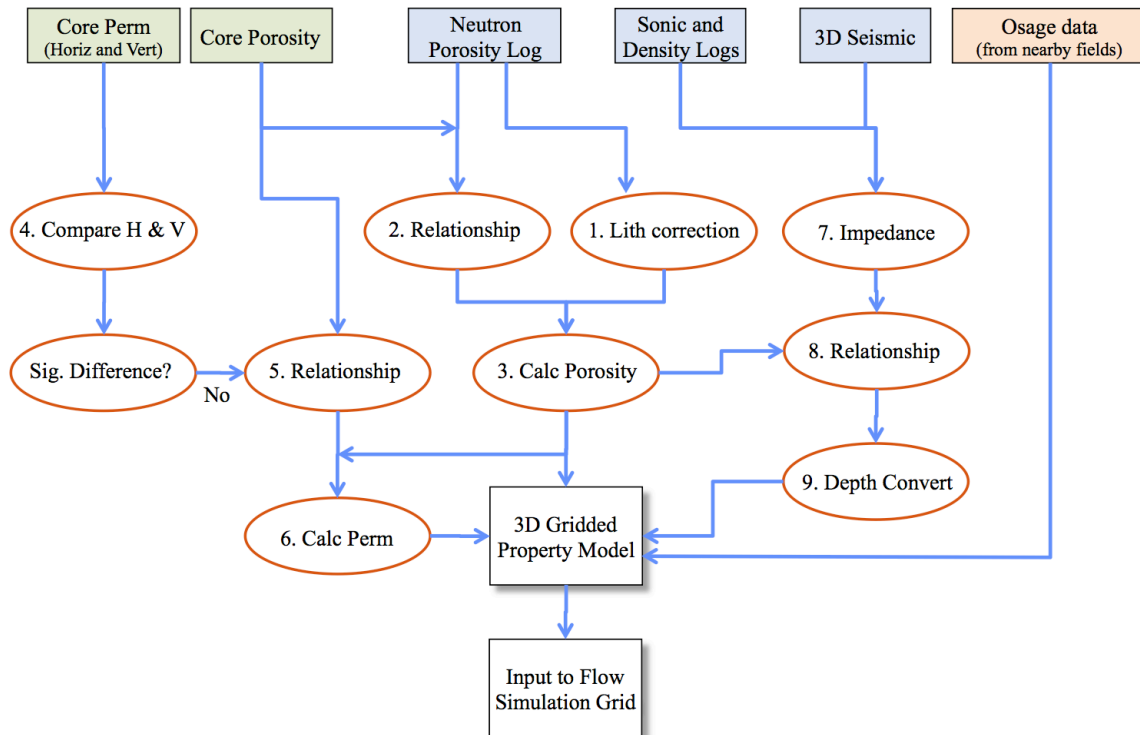 Core Perm
(Horiz and Vert)
Core Porosity
Neutron
Porosity Log
Sonic and
Density Logs
3D Seismic
Osage data
(from nearby fields)
4. Compare H & V
2. Relationship
1. Lith correction
7. Impedance
Sig. Difference?
No
5. Relationship
3. Calc Porosity
8. Relationship
9. Depth Convert
6. Calc Perm
3D Gridded
Property Model
Input to Flow
Simulation Grid